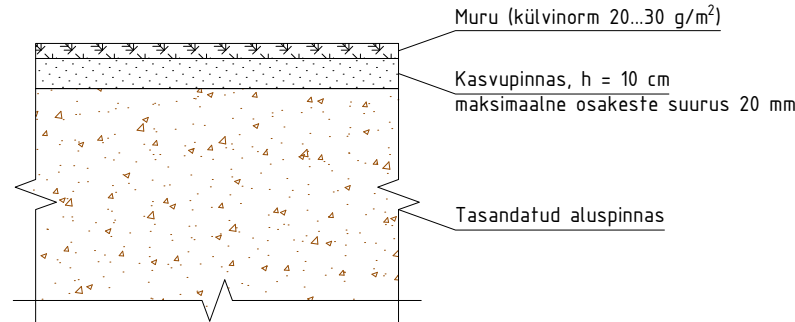 Muru (külvinorm 20...30 g/m²)
Kasvupinnas, h = 10 cm
maksimaalne osakeste suurus 20 mm
Tasandatud aluspinnas